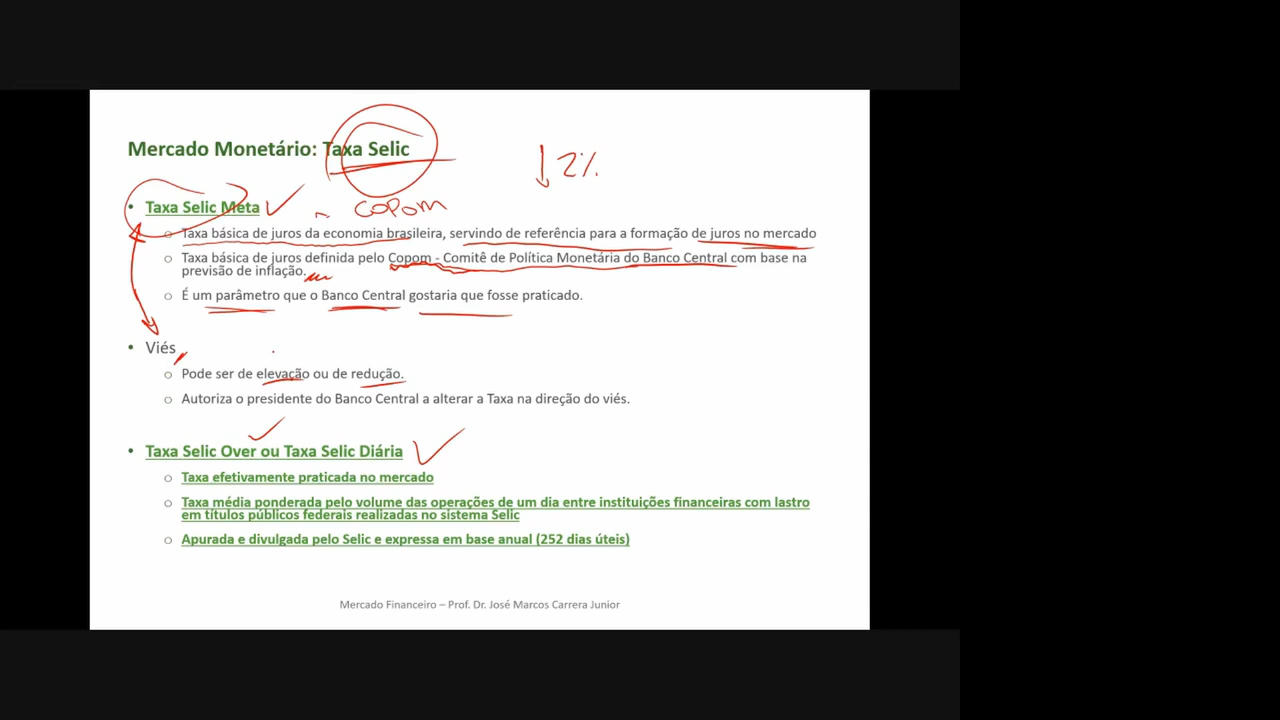 Mercado Monetário: Taxa Selic
↓ 2%
• Taxa Selic Meta
COPOM
o Taxa básica de juros da economia brasileira, servindo de referência para a formação de juros no mercado
o Taxa básica de juros definida pelo Copom - Comitê de Política Monetária do Banco Central com base na
previsão de inflação.
o É um parâmetro que o Banco Central gostaria que fosse praticado.
• Viés
o Pode ser de elevação ou de redução.
o Autoriza o presidente do Banco Central a alterar a Taxa na direção do viés.
• Taxa Selic Over ou Taxa Selic Diária
o Taxa efetivamente praticada no mercado
o Taxa média ponderada pelo volume das operações de um dia entre instituições financeiras com lastro
em títulos públicos federais realizadas no sistema Selic
o Apurada e divulgada pelo Selic e expressa em base anual (252 dias úteis)
Mercado Financeiro – Prof. Dr. José Marcos Carrera Junior